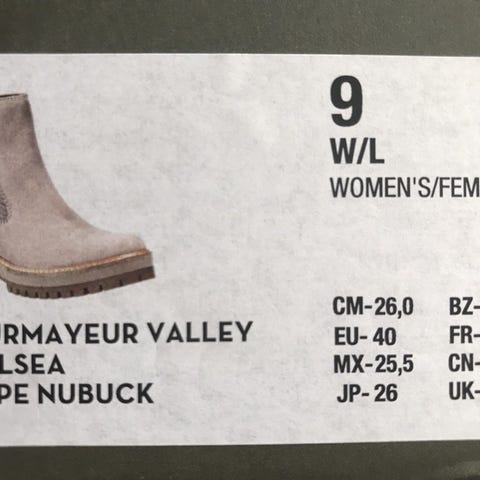 9
W/L
WOMEN'S/FEM
CM-26,0 BZ-
EU- 40 FR-
MX-25,5 CN-
JP- 26 UK-
URMAYEUR VALLEY
LSEA
PE NUBUCK